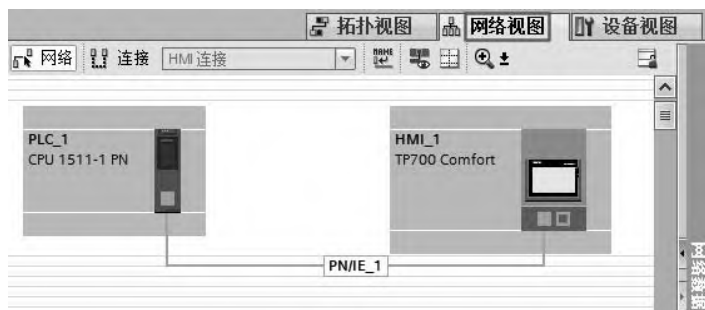 拓扑视图 网络视图 设备视图
网络 连接 HMI 连接
PLC_1
CPU 1511-1 PN
HMI_1
TP700 Comfort
PN/IE_1